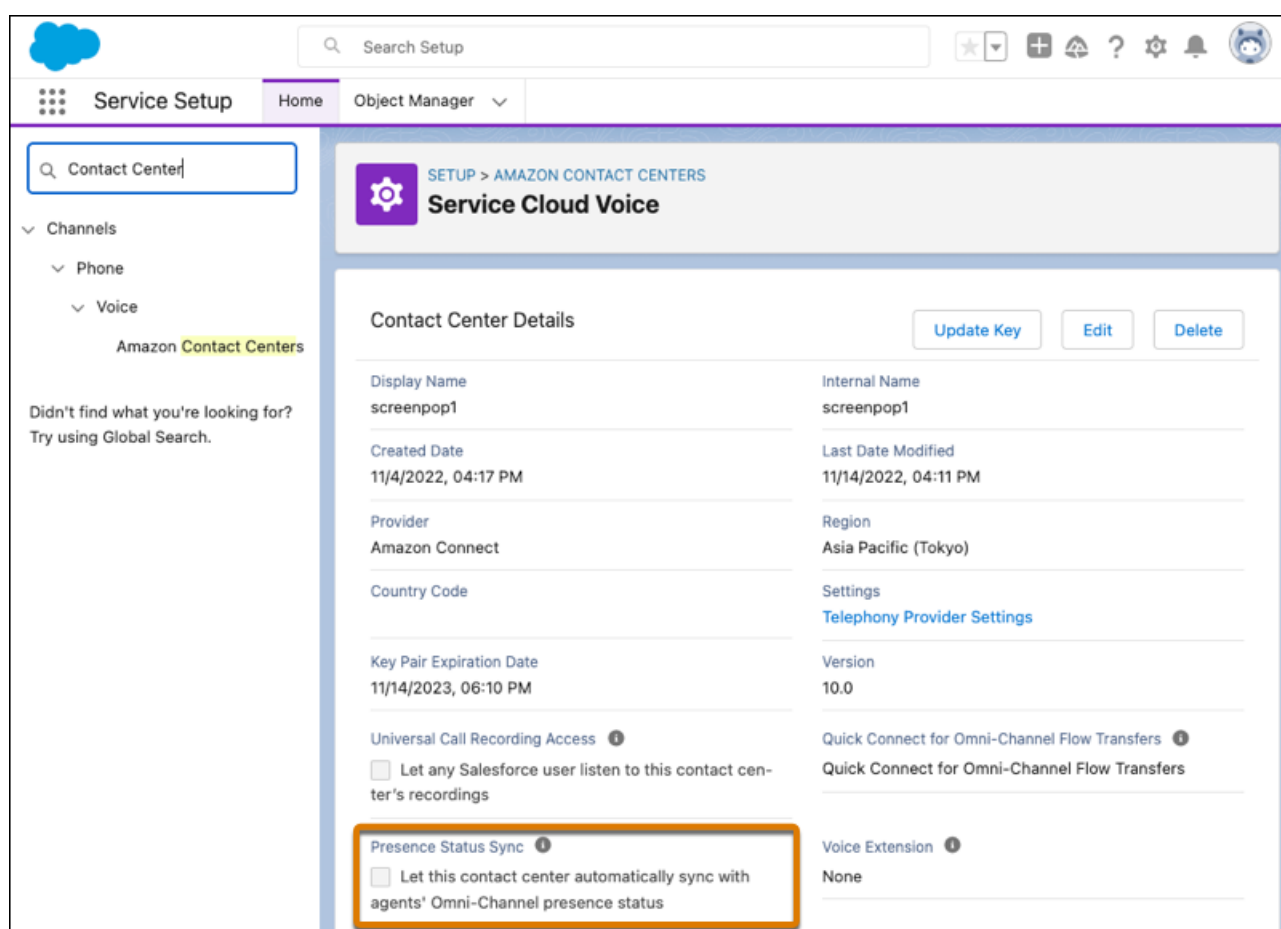 Search Setup
Service Setup
Home
Object Manager
Contact Center
SETUP > AMAZON CONTACT CENTERS
Service Cloud Voice
Channels
Phone
Voice
Amazon Contact Centers
Didn't find what you're looking for?
Try using Global Search.
Contact Center Details
Update Key
Edit
Delete
Display Name
screenpop1
Internal Name
screenpop1
Created Date
11/4/2022, 04:17 PM
Last Date Modified
11/14/2022, 04:11 PM
Provider
Amazon Connect
Region
Asia Pacific (Tokyo)
Country Code
Settings
Telephony Provider Settings
Key Pair Expiration Date
11/14/2023, 06:10 PM
Version
10.0
Universal Call Recording Access
Let any Salesforce user listen to this contact cen-
ter's recordings
Quick Connect for Omni-Channel Flow Transfers
Quick Connect for Omni-Channel Flow Transfers
Presence Status Sync
Let this contact center automatically sync with
agents' Omni-Channel presence status
Voice Extension
None